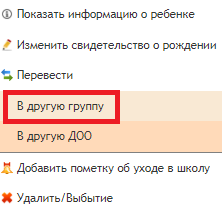 Показать информацию о ребенке
Изменить свидетельство о рождении
Перевести
В другую группу
В другую ДОО
Добавить пометку об уходе в школу
Удалить/Выбытие